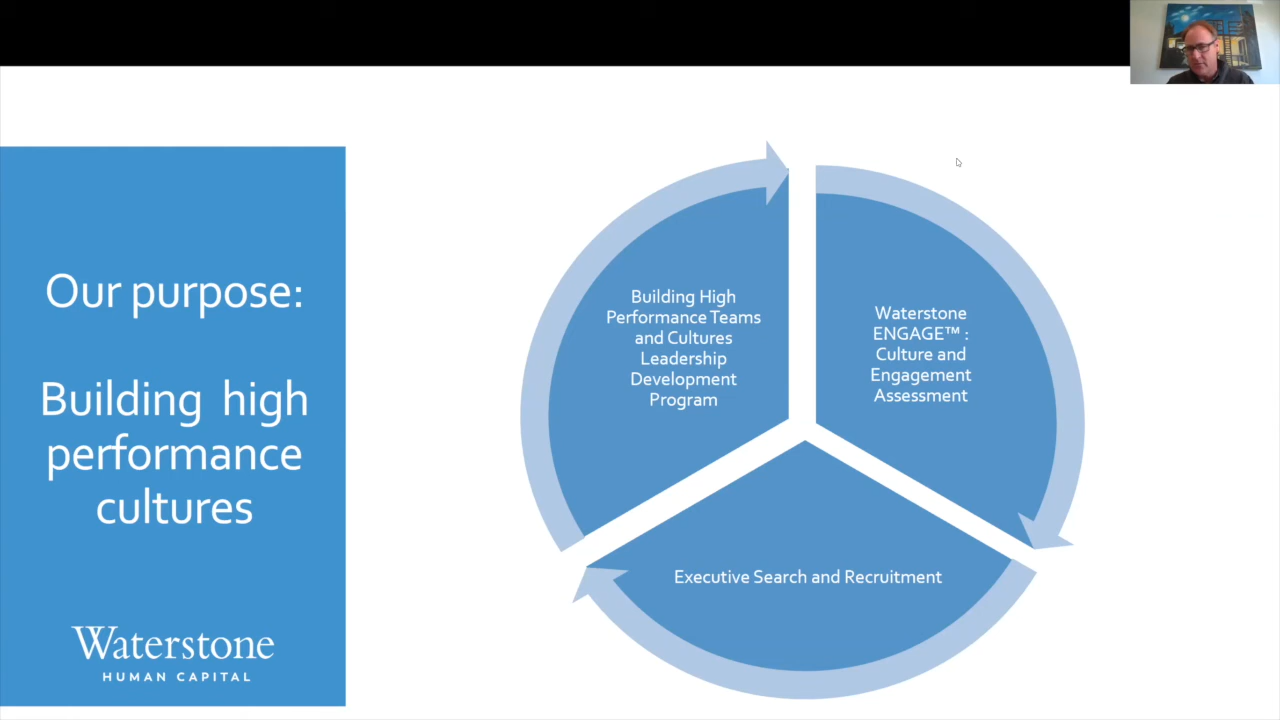 Our purpose:
Building high
performance
cultures
Waterstone
HUMAN CAPITAL
Building High
Performance Teams
and Cultures
Leadership
Development
Program
Waterstone
ENGAGE™ :
Culture and
Engagement
Assessment
Executive Search and Recruitment